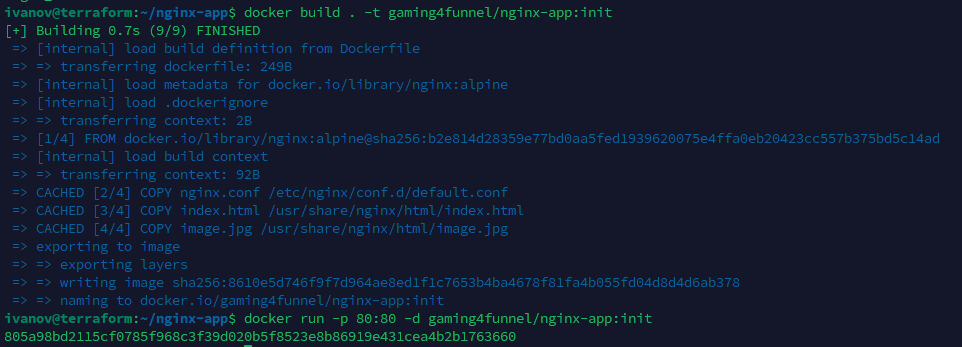 ivanov@terraform:~/nginx-app$ docker build . -t gaming4funnel/nginx-app:init
[+] Building 0.7s (9/9) FINISHED
=> [internal] load build definition from Dockerfile
=> => transferring dockerfile: 249B
=> [internal] load metadata for docker.io/library/nginx:alpine
=> [internal] load .dockerignore
=> => transferring context: 2B
=> [1/4] FROM docker.io/library/nginx:alpine@sha256:b2e814d28359e77bd0aa5fed1939620075e4ffa0eb20423cc557b375bd5c14ad
=> [internal] load build context
=> => transferring context: 92B
=> CACHED [2/4] COPY nginx.conf /etc/nginx/conf.d/default.conf
=> CACHED [3/4] COPY index.html /usr/share/nginx/html/index.html
=> CACHED [4/4] COPY image.jpg /usr/share/nginx/html/image.jpg
=> exporting to image
=> => exporting layers
=> => writing image sha256:8610e5d746f9f7d964ae8ed1f1c7653b4ba4678f81fa4b055fd04d8d4d6ab378
=> => naming to docker.io/gaming4funnel/nginx-app:init
ivanov@terraform:~/nginx-app$ docker run -p 80:80 -d gaming4funnel/nginx-app:init
805a98bd2115cf0785f968c3f39d020b5f8523e8b86919e431cea4b2b1763660